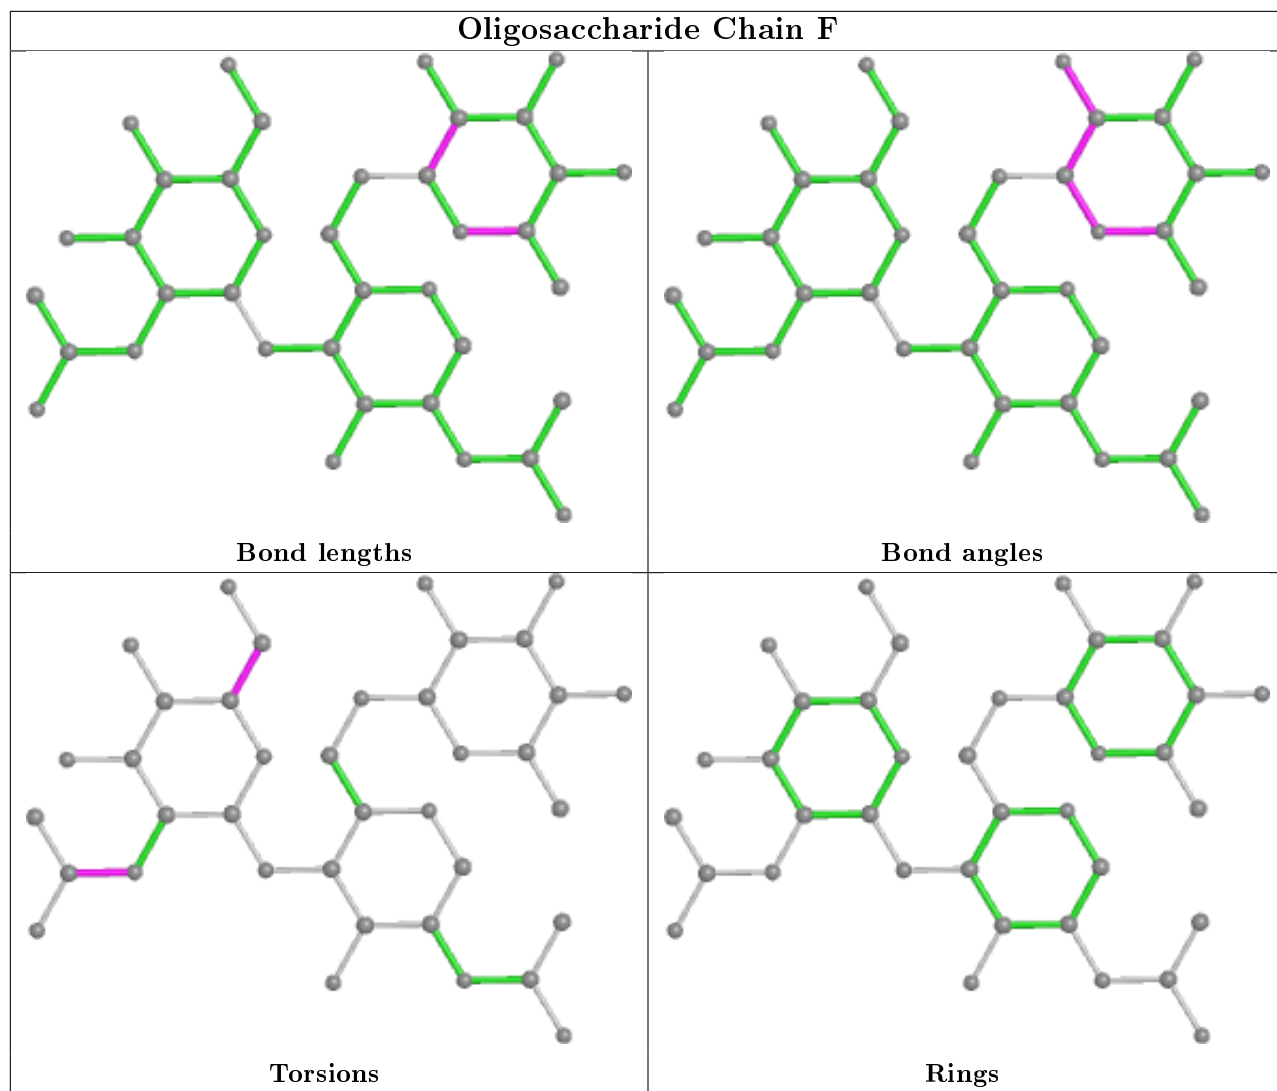 Oligosaccharide Chain F
Bond lengths
Bond angles
Torsions
Rings